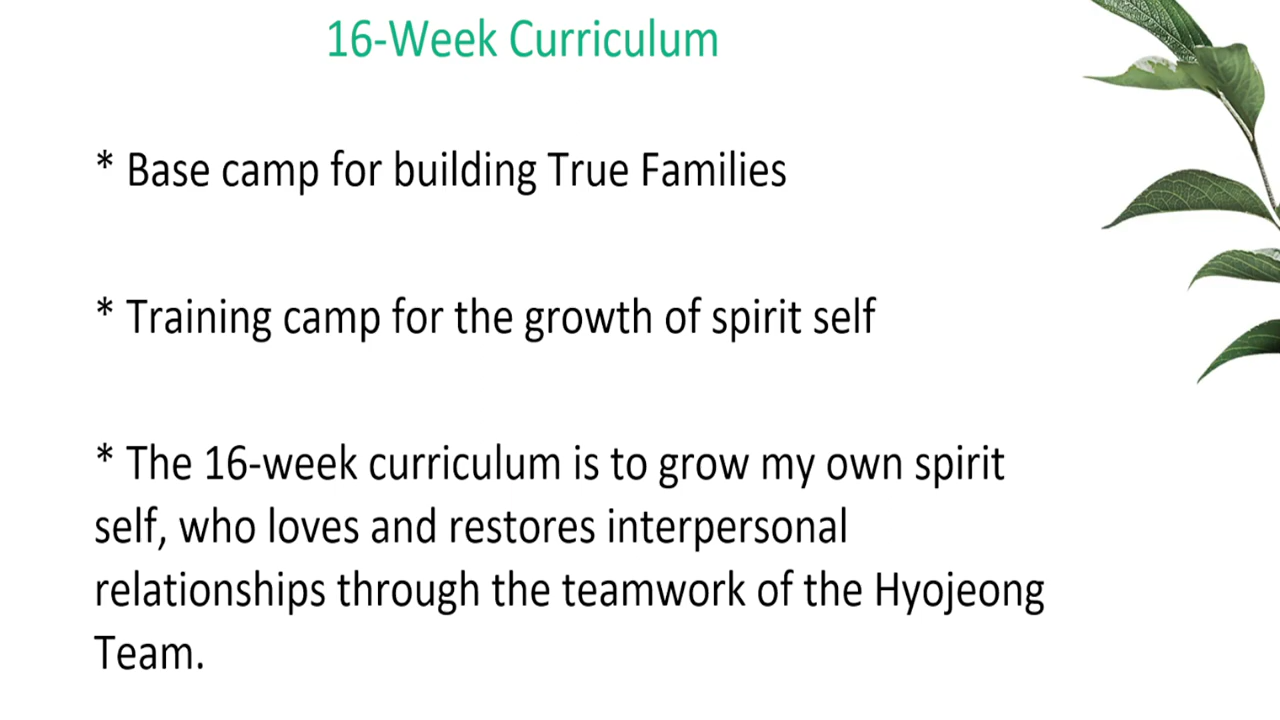 16-Week Curriculum
* Base camp for building True Families
* Training camp for the growth of spirit self
* The 16-week curriculum is to grow my own spirit
self, who loves and restores interpersonal
relationships through the teamwork of the Hyojeong
Team.